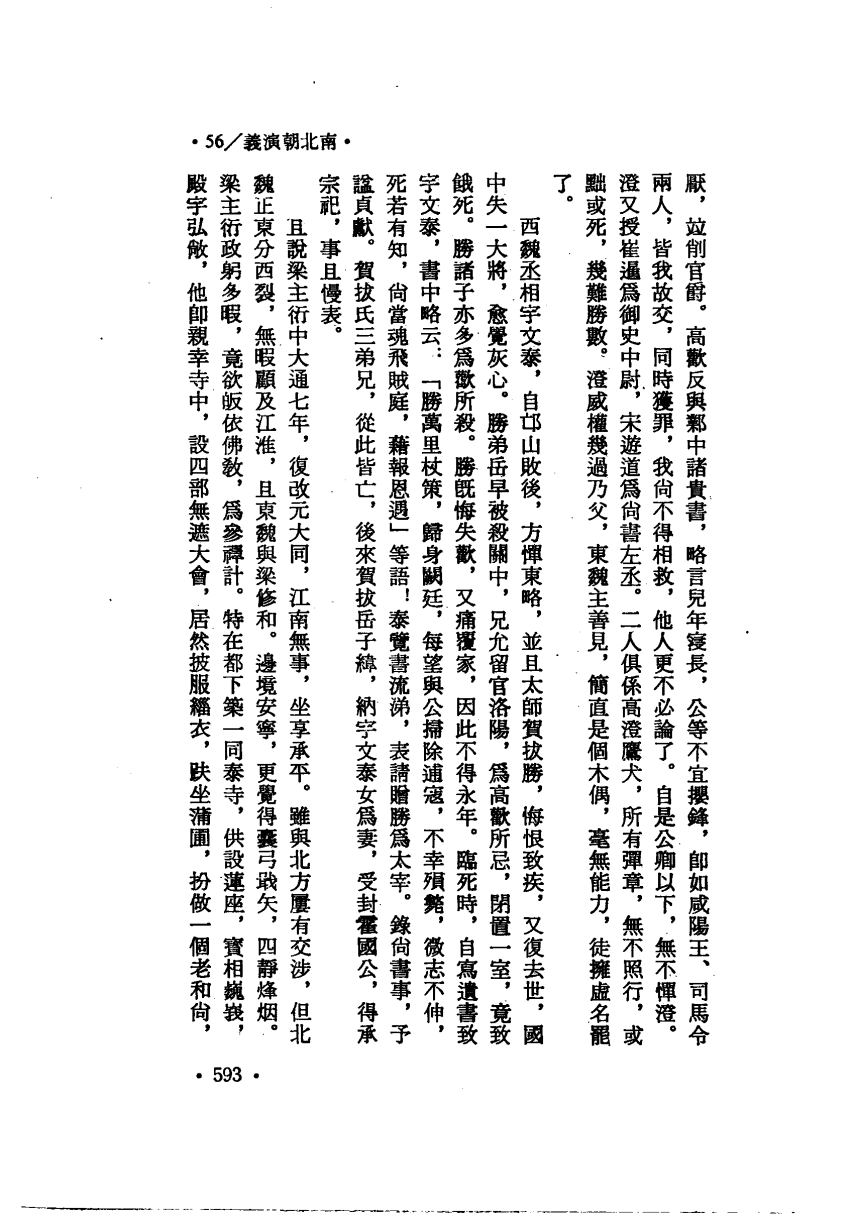 •56/義演朝北南•
厭，竝削官爵。高歡反與鄴中諸貴書，略言兒年寖長，公等不宜攖鋒，卽如咸陽王、司馬令
兩人，皆我故交，同時獲罪，我尙不得相救，他人更不必論了。自是公卿以下，無不憚澄。
澄又授崔暹爲御史中尉，宋遊道爲尙書左丞。二人俱係高澄鷹犬，所有彈章，無不照行，或
黜或死，幾難勝數。澄威權幾過乃父，東魏主善見，簡直是個木偶，毫無能力，徒擁虛名罷
了。
西魏丞相宇文泰，自邙山敗後，方憚東略，並且太師賀拔勝，悔恨致疾，又復去世，國
中失一大將，愈覺灰心。勝弟岳早被殺關中，兄允留官洛陽，爲高歡所忌，閉置一室，竟致
餓死。勝諸子亦多爲歡所殺。勝旣悔失歡，又痛覆家，因此不得永年。臨死時，自寫遺書致
宇文泰，書中略云：「勝萬里杖策，歸身闕廷，每望與公掃除逋寇，不幸殞斃，微志不伸，
死若有知，尙當魂飛賊庭，藉報恩遇」等語！泰覽書流涕，表請贈勝爲太宰。錄尙書事，予
諡貞獻。賀拔氏三弟兄，從此皆亡，後來賀拔岳子緯，納宇文泰女爲妻，受封霍國公，得承
宗祀，事且慢表。
且說梁主衍中大通七年，復改元大同，江南無事，坐享承平。雖與北方屢有交涉，但北
魏正東分西裂，無暇顧及江淮，且東魏與梁修和。邊境安寧，更覺得櫜弓戢矢，四靜烽烟。
梁主衍政躬多暇，竟欲皈依佛敎，爲參禪計。特在都下築一同泰寺，供設蓮座，寶相巍峩，
殿宇弘敞，他卽親幸寺中，設四部無遮大會，居然披服緇衣，趺坐蒲團，扮做一個老和尙，
•593•